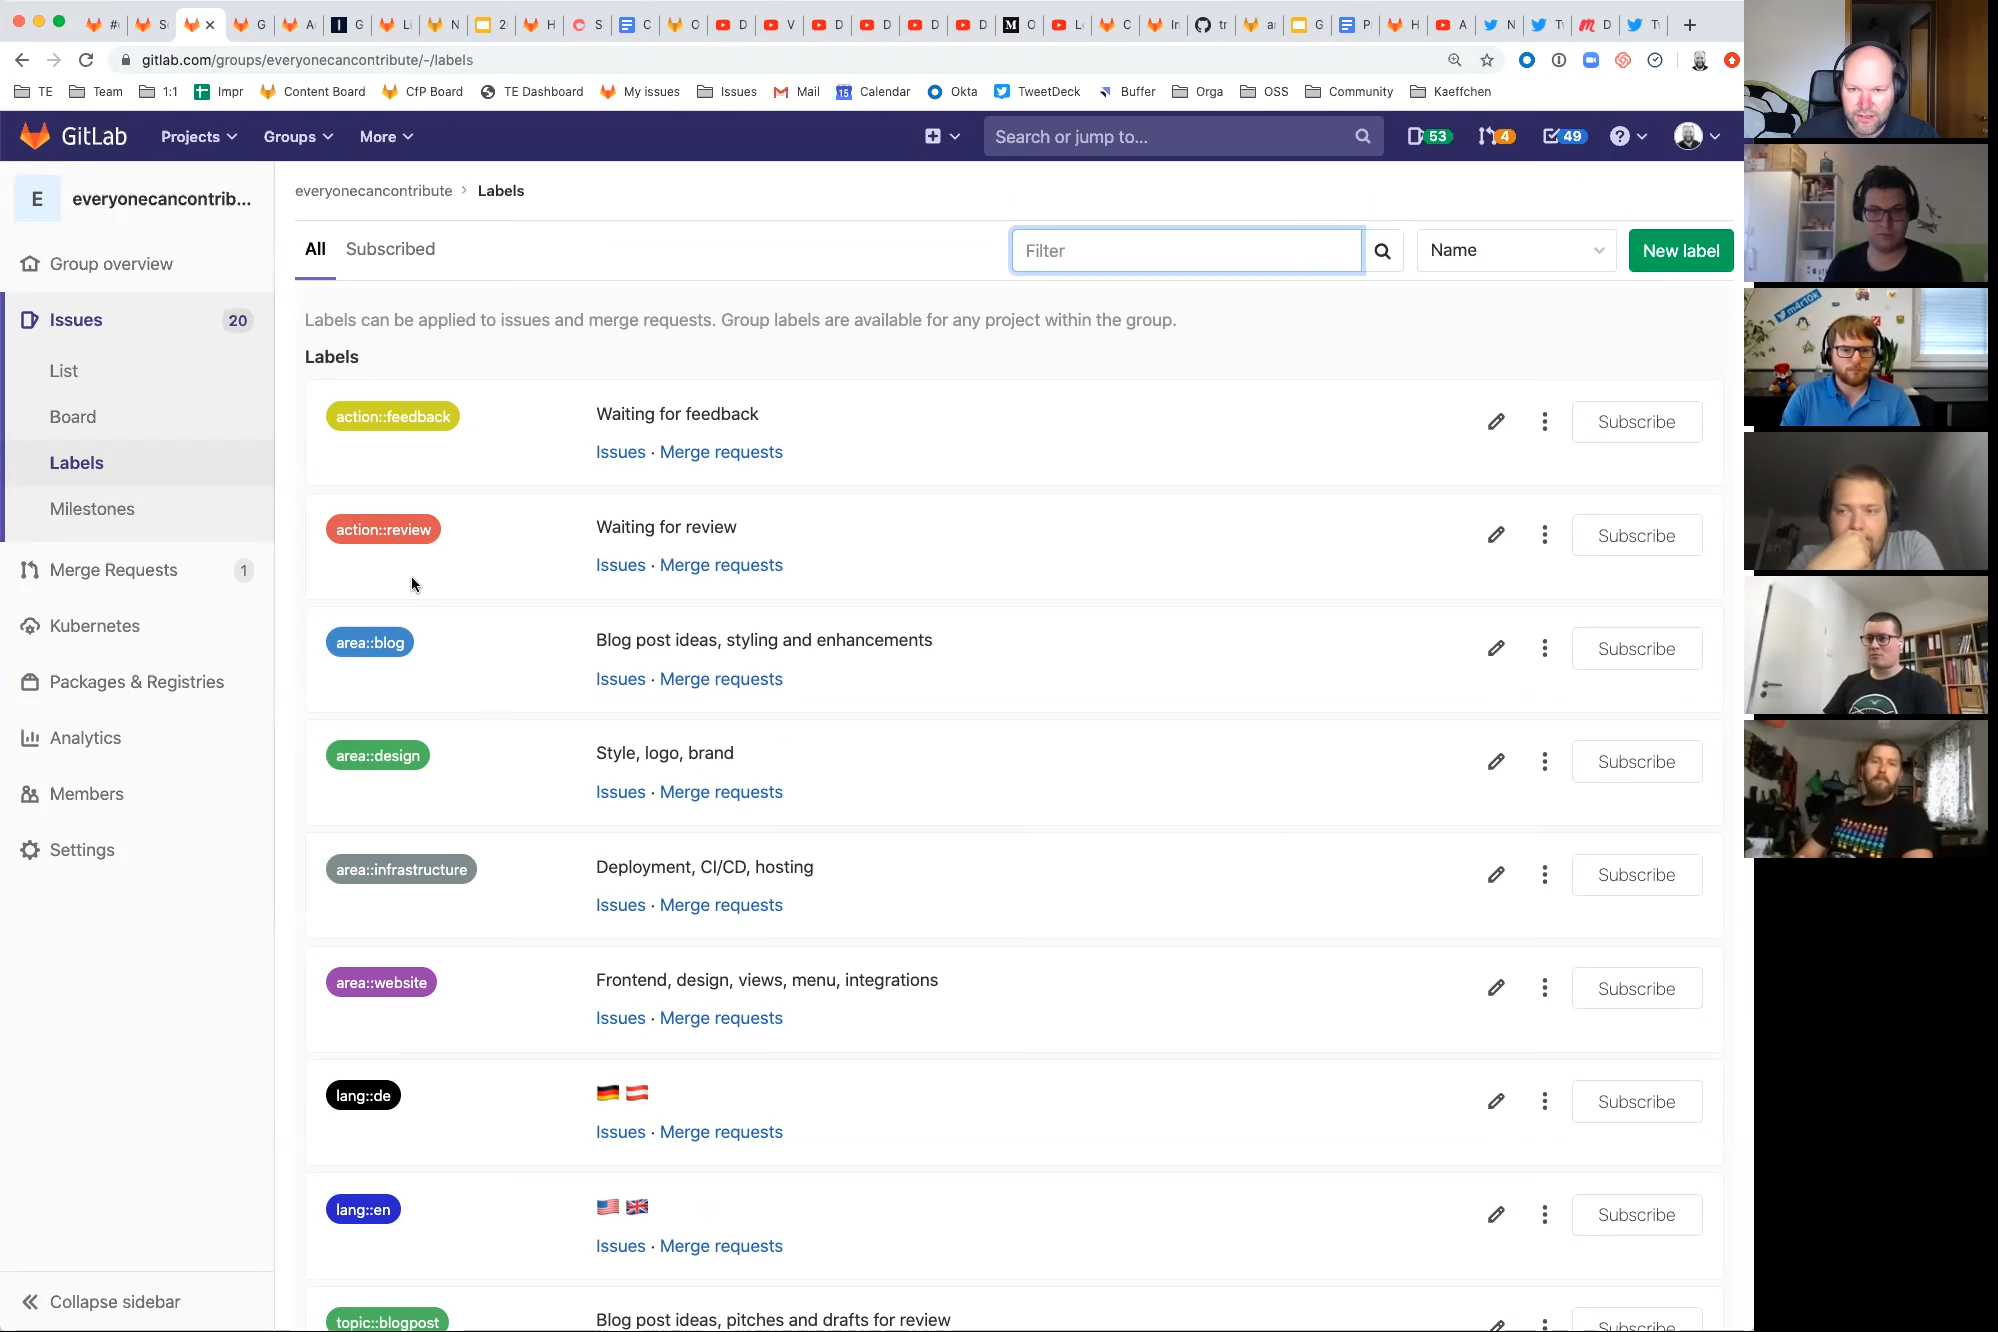 gitlab.com/groups/everyonecancontribute/-/labels
TE Team 1:1 Impr Content Board CfP Board TE Dashboard My issues Issues Mail Calendar Okta TweetDeck Buffer Orga OSS Community Kaeffchen
GitLab Projects Groups More Search or jump to... 53 4 49
E everyonecancontrib...
everyonecancontribute > Labels
All Subscribed Filter Name New label
Group overview
Issues 20
List
Board
Labels
Milestones
Merge Requests 1
Kubernetes
Packages & Registries
Analytics
Members
Settings
Collapse sidebar
Labels can be applied to issues and merge requests. Group labels are available for any project within the group.
Labels
action::feedback Waiting for feedback Subscribe
Issues · Merge requests
action::review Waiting for review Subscribe
Issues · Merge requests
area::blog Blog post ideas, styling and enhancements Subscribe
Issues · Merge requests
area::design Style, logo, brand Subscribe
Issues · Merge requests
area::infrastructure Deployment, CI/CD, hosting Subscribe
Issues · Merge requests
area::website Frontend, design, views, menu, integrations Subscribe
Issues · Merge requests
lang::de Subscribe
Issues · Merge requests
lang::en Subscribe
Issues · Merge requests
topic::blogpost Blog post ideas, pitches and drafts for review Subscribe